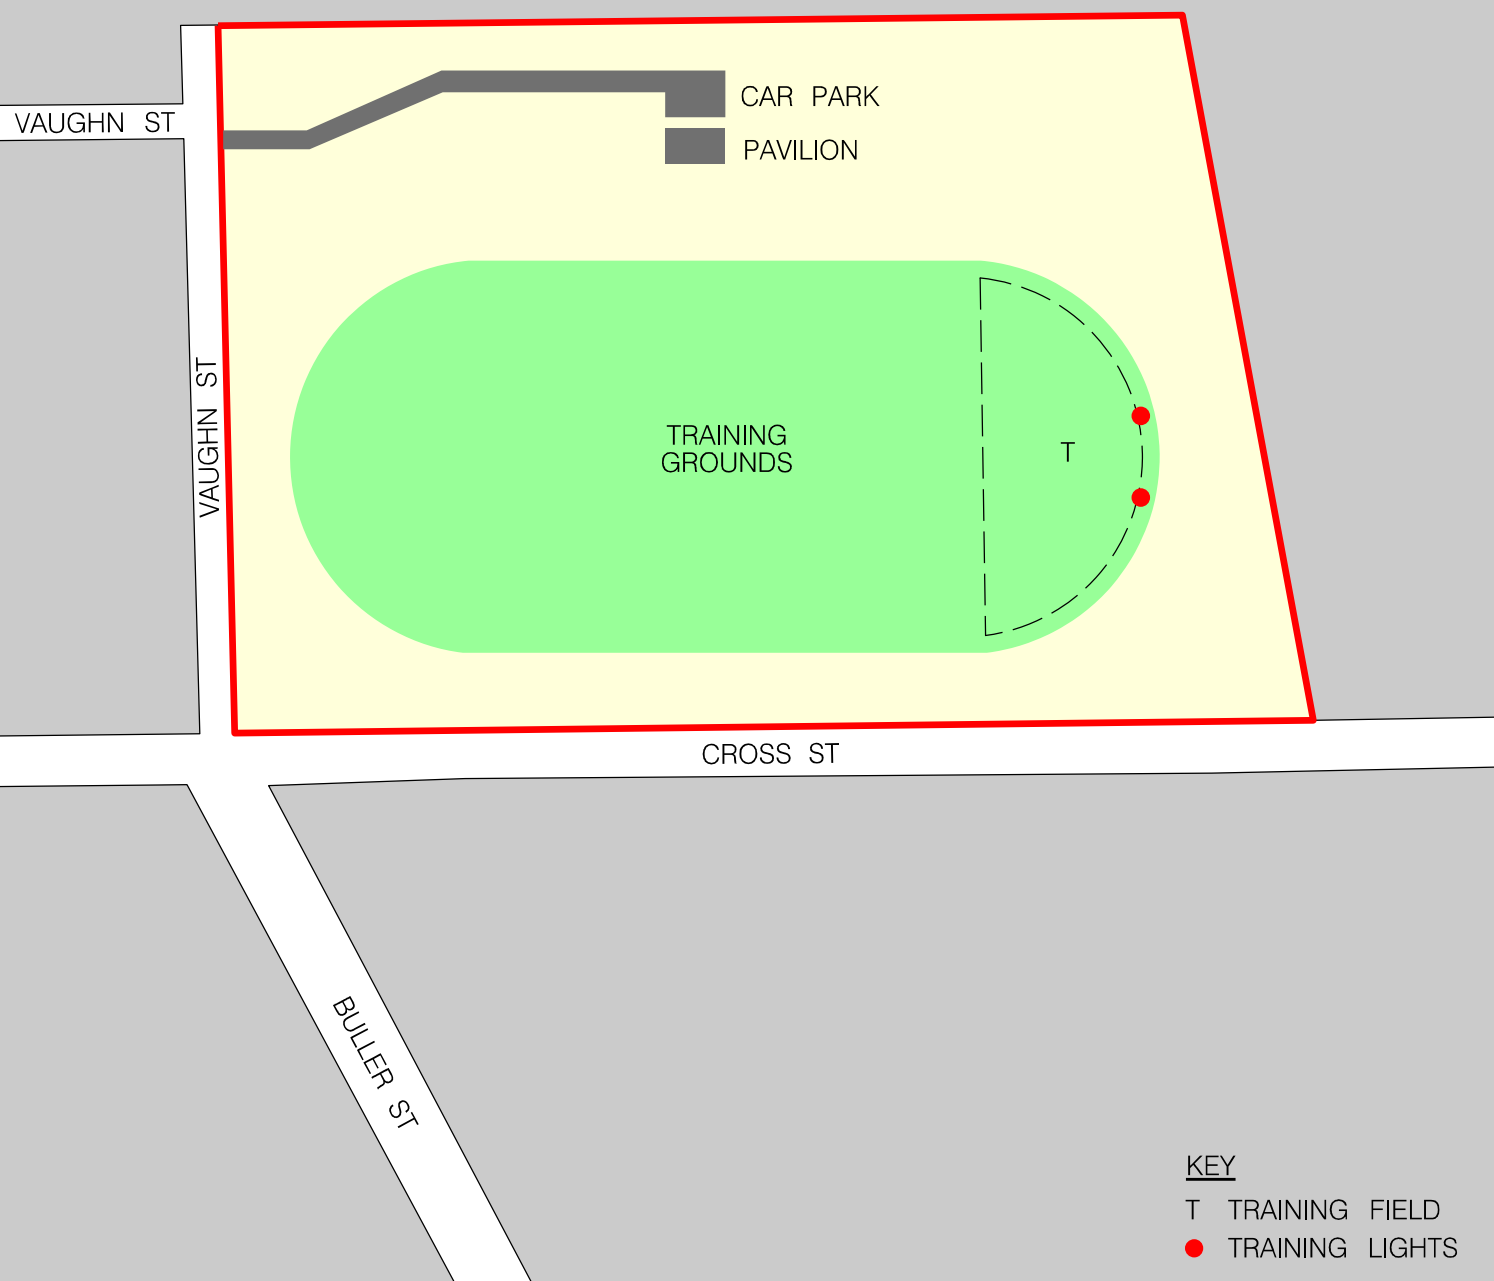 CAR PARK
VAUGHN ST
PAVILION
VAUGHN ST
TRAINING
GROUNDS
T
CROSS ST
BULLER ST
KEY
T TRAINING FIELD
TRAINING LIGHTS